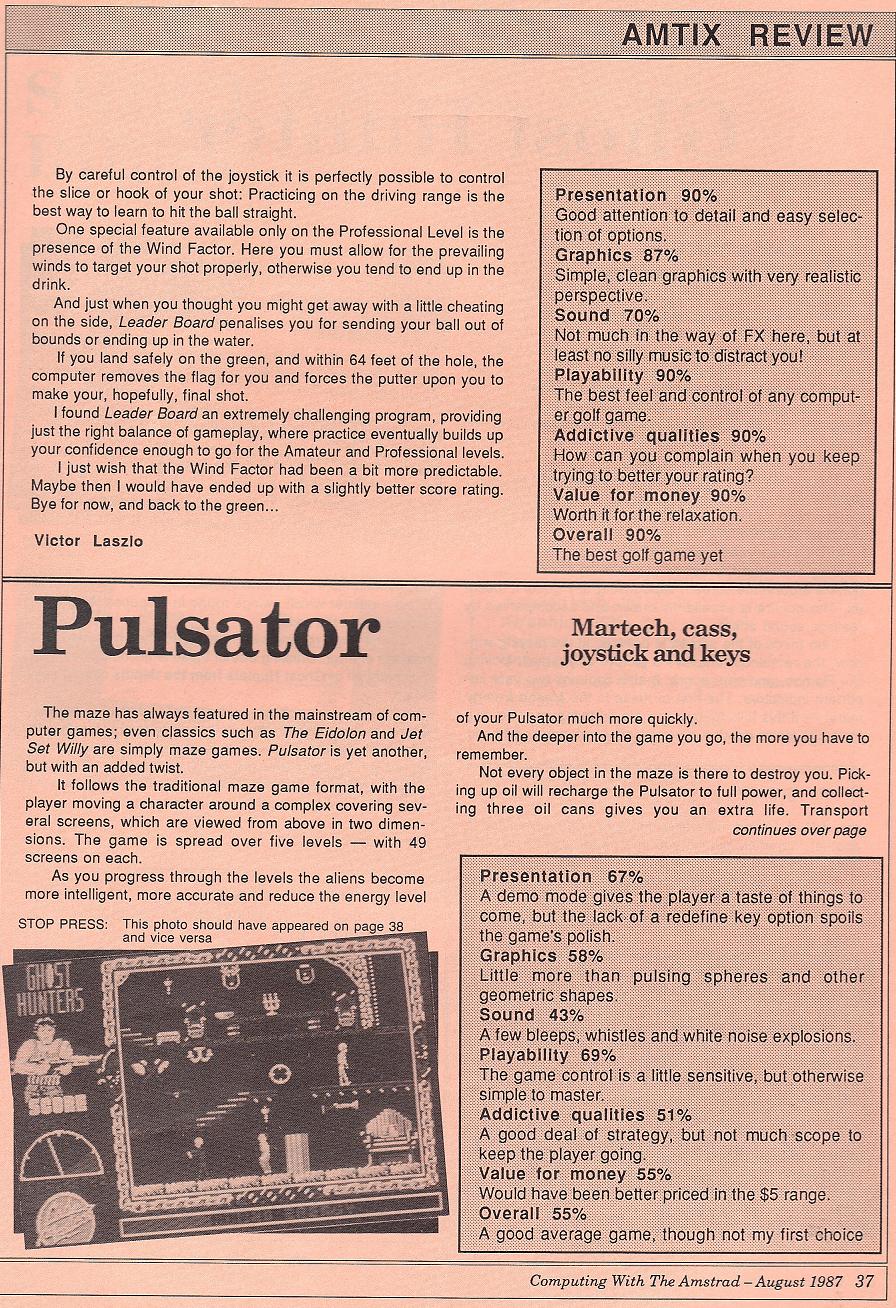 AMTIX REVIEW
By careful control of the joystick it is perfectly possible to control
the slice or hook of your shot: Practicing on the driving range is the
best way to learn to hit the ball straight.
One special feature available only on the Professional Level is the
presence of the Wind Factor. Here you must allow for the prevailing
winds to target your shot properly, otherwise you tend to end up in the
drink.
And just when you thought you might get away with a little cheating
on the side, Leader Board penalises you for sending your ball out of
bounds or ending up in the water.
If you land safely on the green, and within 64 feet of the hole, the
computer removes the flag for you and forces the putter upon you to
make your, hopefully, final shot.
I found Leader Board an extremely challenging program, providing
just the right balance of gameplay, where practice eventually builds up
your confidence enough to go for the Amateur and Professional levels.
I just wish that the Wind Factor had been a bit more predictable.
Maybe then I would have ended up with a slightly better score rating.
Bye for now, and back to the green...
Victor Laszlo
Presentation 90%
Good attention to detail and easy selec-
tion of options.
Graphics 87%
Simple, clean graphics with very realistic
perspective.
Sound 70%
Not much in the way of FX here, but at
least no silly music to distract you!
Playability 90%
The best feel and control of any comput-
er golf game.
Addictive qualities 90%
How can you complain when you keep
trying to better your rating?
Value for money 90%
Worth it for the relaxation.
Overall 90%
The best golf game yet
Pulsator
Martech, cass,
joystick and keys
The maze has always featured in the mainstream of com-
puter games; even classics such as The Eidolon and Jet
Set Willy are simply maze games. Pulsator is yet another,
but with an added twist.
It follows the traditional maze game format, with the
player moving a character around a complex covering sev-
eral screens, which are viewed from above in two dimen-
sions. The game is spread over five levels — with 49
screens on each.
As you progress through the levels the aliens become
more intelligent, more accurate and reduce the energy level
of your Pulsator much more quickly.
And the deeper into the game you go, the more you have to
remember.
Not every object in the maze is there to destroy you. Pick-
ing up oil will recharge the Pulsator to full power, and collect-
ing three oil cans gives you an extra life. Transport
continues over page
STOP PRESS: This photo should have appeared on page 38
and vice versa
GHOST
HUNTERS
Presentation 67%
A demo mode gives the player a taste of things to
come, but the lack of a redefine key option spoils
the game's polish.
Graphics 58%
Little more than pulsing spheres and other
geometric shapes.
Sound 43%
A few bleeps, whistles and white noise explosions.
Playability 69%
The game control is a little sensitive, but otherwise
simple to master.
Addictive qualities 51%
A good deal of strategy, but not much scope to
keep the player going.
Value for money 55%
Would have been better priced in the $5 range.
Overall 55%
A good average game, though not my first choice
Computing With The Amstrad – August 1987 37